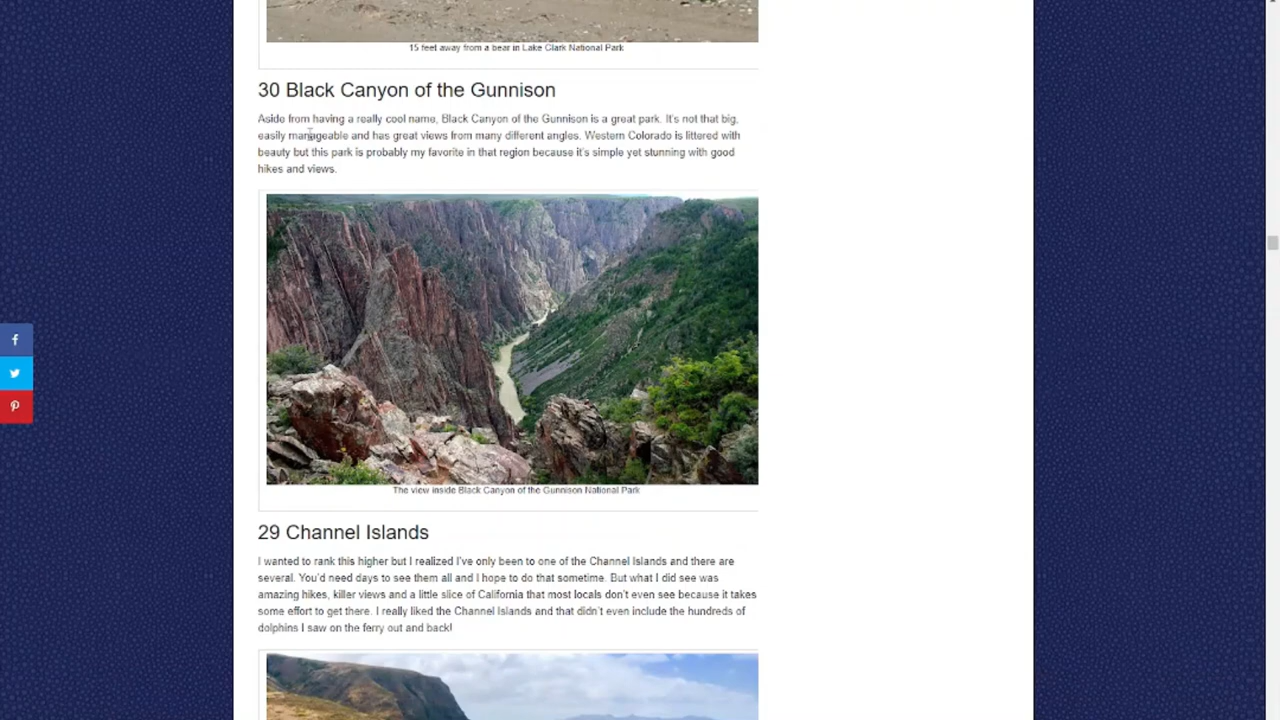 15 feet away from a bear in Lake Clark National Park
30 Black Canyon of the Gunnison
Aside from having a really cool name, Black Canyon of the Gunnison is a great park. It's not that big,
easily manageable and has great views from many different angles. Western Colorado is littered with
beauty but this park is probably my favorite in that region because it's simple yet stunning with good
hikes and views.
The view inside Black Canyon of the Gunnison National Park
29 Channel Islands
I wanted to rank this higher but I realized I've only been to one of the Channel Islands and there are
several. You'd need days to see them all and I hope to do that sometime. But what I did see was
amazing hikes, killer views and a little slice of California that most locals don't even see because it takes
some effort to get there. I really liked the Channel Islands and that didn't even include the hundreds of
dolphins I saw on the ferry out and back!